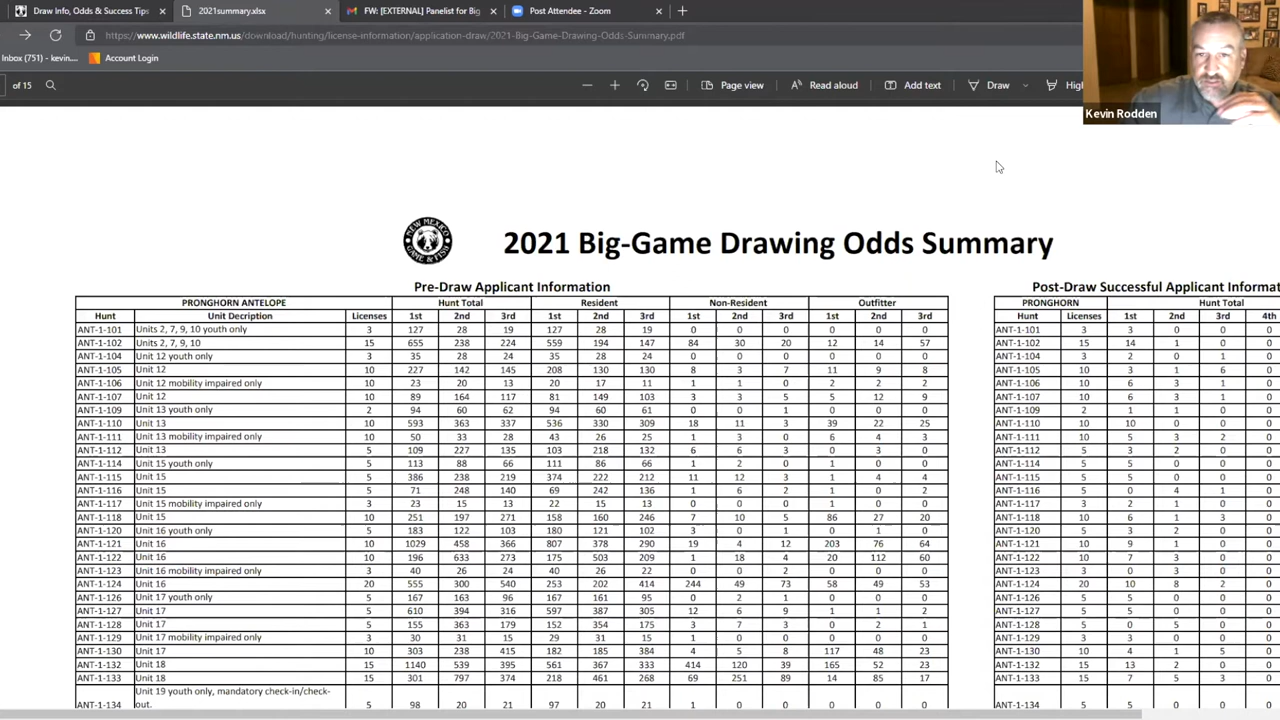 Draw Info, Odds & Success Tips
2021summary.xlsx
FW: [EXTERNAL] Panelist for Big
Post Attendee - Zoom
https://www.wildlife.state.nm.us/download/hunting/license-information/application-draw/2021-Big-Game-Drawing-Odds-Summary.pdf
Inbox (751) - kevin.... Account Login
of 15 Page view Read aloud Add text Draw
Kevin Rodden
NEW MEXICO GAME & FISH
2021 Big-Game Drawing Odds Summary
Pre-Draw Applicant Information Post-Draw Successful Applicant Informat
PRONGHORN ANTELOPE Hunt Total Resident Non-Resident Outfitter PRONGHORN Hunt Total
Hunt Unit Decription Licenses 1st 2nd 3rd 1st 2nd 3rd 1st 2nd 3rd 1st 2nd 3rd Hunt Licenses 1st 2nd 3rd 4th
ANT-1-101 Units 2, 7, 9, 10 youth only 3 127 28 19 127 28 19 0 0 0 0 0 0 ANT-1-101 3 3 0 0 0
ANT-1-102 Units 2, 7, 9, 10 15 655 238 224 559 194 147 84 30 20 12 14 57 ANT-1-102 15 14 1 0 0
ANT-1-104 Unit 12 youth only 3 35 28 24 35 28 24 0 0 0 0 0 0 ANT-1-104 3 2 0 1 0
ANT-1-105 Unit 12 10 227 142 145 208 130 130 8 3 7 11 9 8 ANT-1-105 10 3 1 6 0
ANT-1-106 Unit 12 mobility impaired only 10 23 20 13 20 17 11 1 1 0 2 2 2 ANT-1-106 10 6 3 1 0
ANT-1-107 Unit 12 10 89 164 117 81 149 103 3 3 5 5 12 9 ANT-1-107 10 6 3 1 0
ANT-1-109 Unit 13 youth only 2 94 60 62 94 60 61 0 0 1 0 0 0 ANT-1-109 2 1 1 0 0
ANT-1-110 Unit 13 10 593 363 337 536 330 309 18 11 3 39 22 25 ANT-1-110 10 10 0 0 0
ANT-1-111 Unit 13 mobility impaired only 10 50 33 28 43 26 25 1 3 0 6 4 3 ANT-1-111 10 5 3 2 0
ANT-1-112 Unit 13 5 109 227 135 103 218 132 6 6 3 0 3 0 ANT-1-112 5 3 2 0 0
ANT-1-114 Unit 15 youth only 5 113 88 66 111 86 66 1 2 0 1 0 0 ANT-1-114 5 5 0 0 0
ANT-1-115 Unit 15 5 386 238 219 374 222 212 11 12 3 1 4 4 ANT-1-115 5 5 0 0 0
ANT-1-116 Unit 15 5 71 248 140 69 242 136 1 6 2 1 0 2 ANT-1-116 5 0 4 1 0
ANT-1-117 Unit 15 mobility impaired only 3 23 15 13 22 15 13 0 0 0 1 0 0 ANT-1-117 3 2 1 0 0
ANT-1-118 Unit 15 10 251 197 271 158 160 246 7 10 5 86 27 20 ANT-1-118 10 6 1 3 0
ANT-1-120 Unit 16 youth only 5 183 122 103 180 121 102 3 0 1 0 1 0 ANT-1-120 5 3 2 0 0
ANT-1-121 Unit 16 10 1029 458 366 807 378 290 19 4 12 203 76 64 ANT-1-121 10 9 1 0 0
ANT-1-122 Unit 16 10 196 633 273 175 503 209 1 18 4 20 112 60 ANT-1-122 10 7 3 0 0
ANT-1-123 Unit 16 mobility impaired only 3 40 26 24 40 26 22 0 0 2 0 0 0 ANT-1-123 3 0 3 0 0
ANT-1-124 Unit 16 20 555 300 540 253 202 414 244 49 73 58 49 53 ANT-1-124 20 10 8 2 0
ANT-1-126 Unit 17 youth only 5 167 163 96 167 161 95 0 2 1 0 0 0 ANT-1-126 5 5 0 0 0
ANT-1-127 Unit 17 5 610 394 316 597 387 305 12 6 9 1 1 2 ANT-1-127 5 5 0 0 0
ANT-1-128 Unit 17 5 155 363 179 152 354 175 3 7 3 0 2 1 ANT-1-128 5 0 5 0 0
ANT-1-129 Unit 17 mobility impaired only 3 30 31 15 29 31 15 1 0 0 0 0 0 ANT-1-129 3 3 0 0 0
ANT-1-130 Unit 17 10 303 238 415 182 185 384 4 5 8 117 48 23 ANT-1-130 10 4 1 5 0
ANT-1-132 Unit 18 15 1140 539 395 561 367 333 414 120 39 165 52 23 ANT-1-132 15 13 2 0 0
ANT-1-133 Unit 18 15 301 797 374 218 461 268 69 251 89 14 85 17 ANT-1-133 15 7 5 3 0
Unit 19 youth only, mandatory check-in/check-
ANT-1-134 out. 5 98 20 21 97 20 21 1 0 0 0 0 0 ANT-1-134 5 5 0 0 0